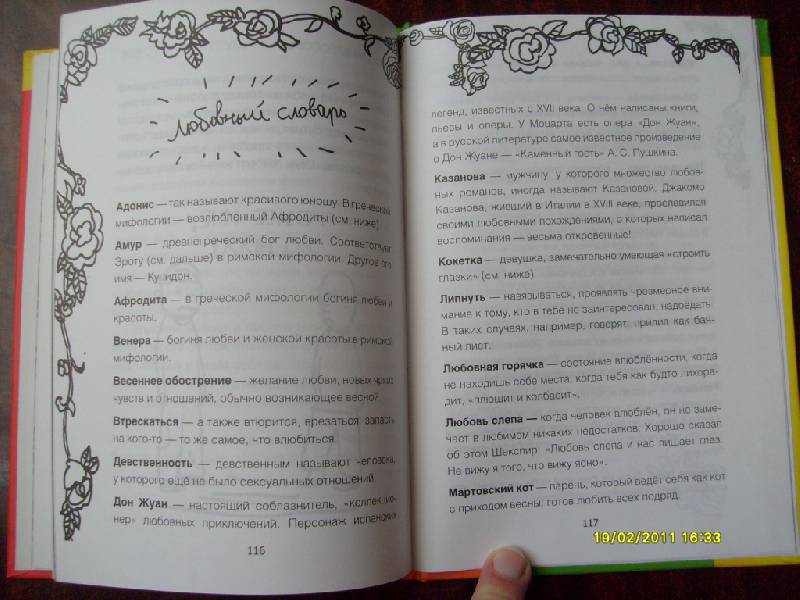 Любовный словарь
Адонис — так называют красивого юношу. В греческой
мифологии — возлюбленный Афродиты (см. ниже).
Амур — древнегреческий бог любви. Соответствует
Эроту (см. дальше) в римской мифологии. Другое его
имя — Купидон.
Афродита — в греческой мифологии богиня любви и
красоты.
Венера — богиня любви и женской красоты в римской
мифологии.
Весеннее обострение — желание любви, новых ярких
чувств и отношений, обычно возникающее весной.
Втрескаться — а также втюрится, врезаться, запасть
на кого-то — то же самое, что влюбиться.
Девственность — девственным называют человека,
у которого ещё не было сексуальных отношений.
Дон Жуан — настоящий соблазнитель, «коллекцио-
нер» любовных приключений. Персонаж испанских
116
легенд, известных с XVII века. О нём написаны книги,
пьесы и оперы. У Моцарта есть опера «Дон Жуан»,
а в русской литературе самое известное произведение
о Дон Жуане — «Каменный гость» А. С. Пушкина.
Казанова — мужчину, у которого множество любов-
ных романов, иногда называют Казановой. Джакомо
Казанова, живший в Италии в XVIII веке, прославился
своими любовными похождениями, о которых написал
воспоминания — весьма откровенные!
Кокетка — девушка, замечательно умеющая «строить
глазки» (см. ниже).
Липнуть — навязываться, проявлять чрезмерное вни-
мание к тому, кто в тебе не заинтересован, надоедать.
В таких случаях, например, говорят: прилип как бан-
ный лист.
Любовная горячка — состояние влюблённости, когда
не находишь себе места, когда тебя как будто лихора-
дит, «плющит и колбасит».
Любовь слепа — когда человек влюблён, он не заме-
чает в любимом никаких недостатков. Хорошо сказал
об этом Шекспир: «Любовь слепа и нас лишает глаз.
Не вижу я того, что вижу ясно».
Мартовский кот — парень, который ведёт себя как кот
с приходом весны: готов любить всех подряд.
117
19/02/2011 16:33